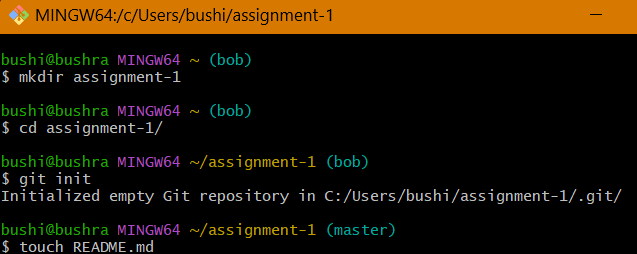 MINGW64:/c/Users/bushi/assignment-1
bushi@bushra MINGW64 ~ (bob)
$ mkdir assignment-1
bushi@bushra MINGW64 ~ (bob)
$ cd assignment-1/
bushi@bushra MINGW64 ~/assignment-1 (bob)
$ git init
Initialized empty Git repository in C:/Users/bushi/assignment-1/.git/
bushi@bushra MINGW64 ~/assignment-1 (master)
$ touch README.md